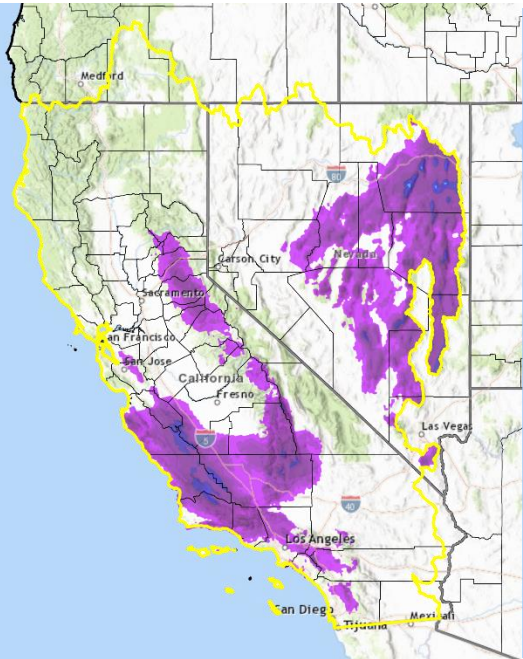 Medford
80
Nevada
Carson City
Sacramento
San Francisco
San Jose
California
Fresno
5
Las Vegas
40
Los Angeles
San Diego
Tijuana
Mexicali